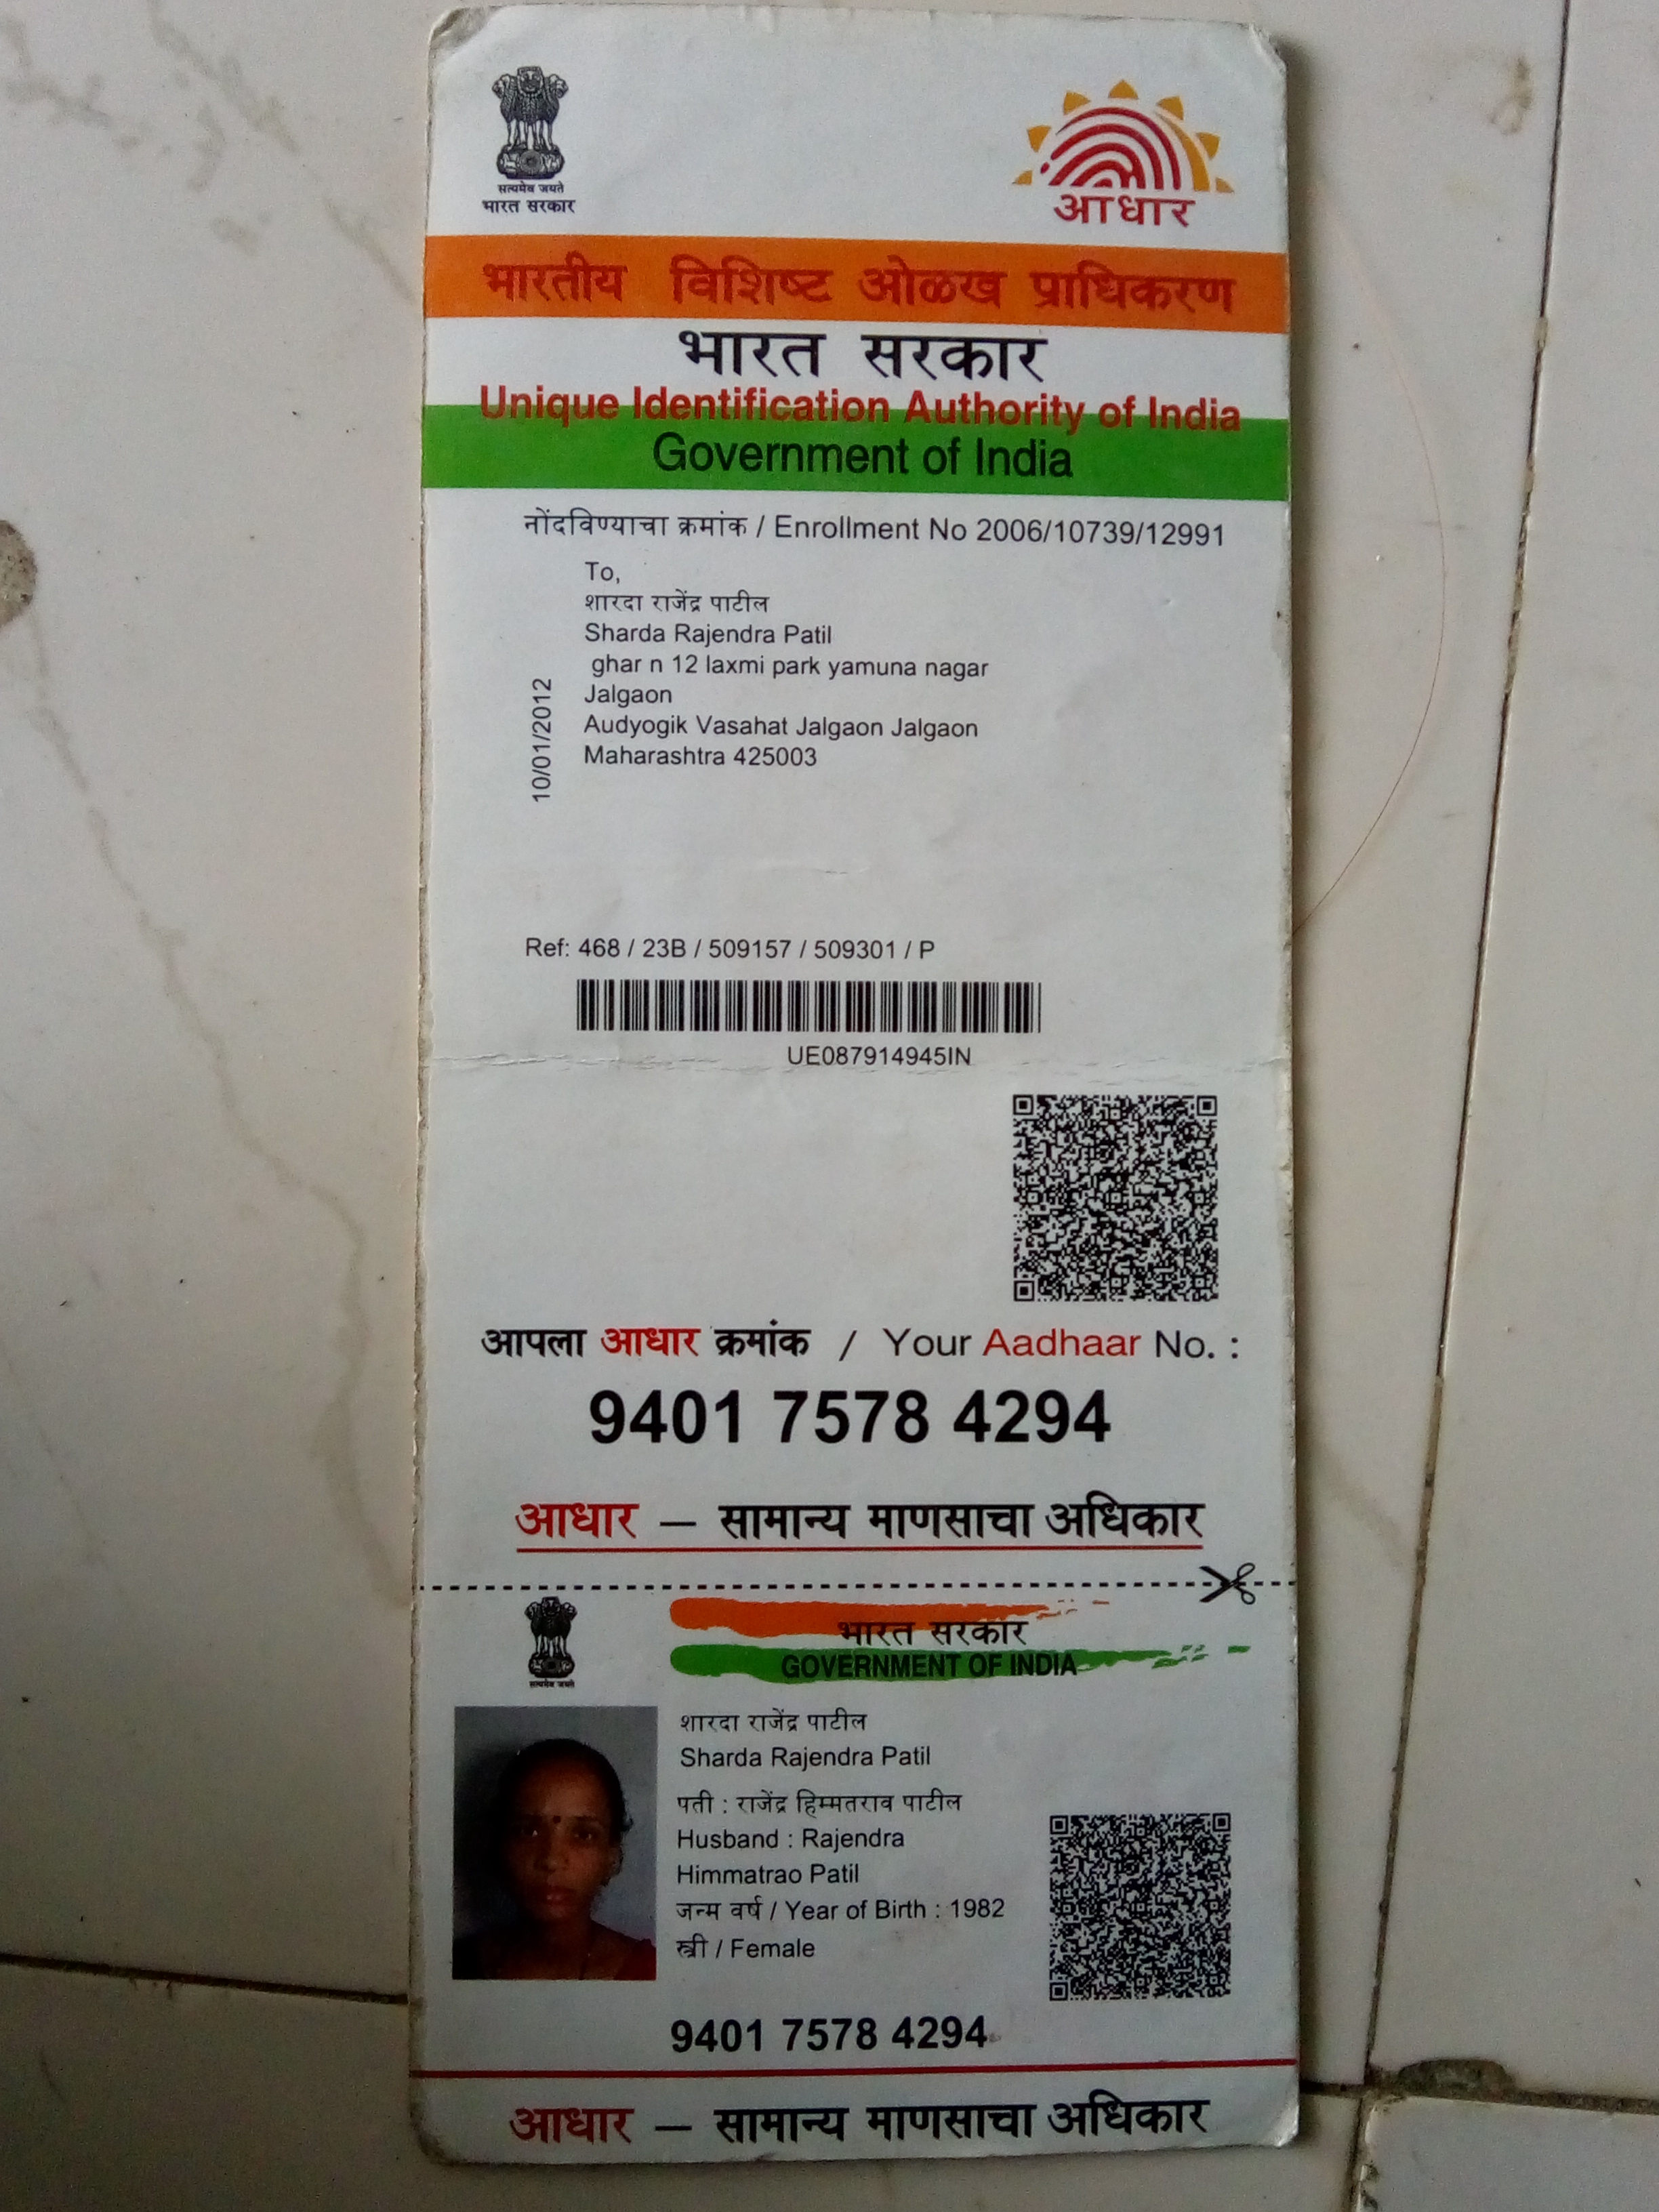 सत्यमेव जयते
भारत सरकार
आधार
भारतीय विशिष्ट ओळख प्राधिकरण
भारत सरकार
Unique Identification Authority of India
Government of India
नोंदविण्याचा क्रमांक / Enrollment No 2006/10739/12991
To,
शारदा राजेंद्र पाटील
Sharda Rajendra Patil
ghar n 12 laxmi park yamuna nagar
Jalgaon
Audyogik Vasahat Jalgaon Jalgaon
Maharashtra 425003
10/01/2012
Ref: 468 / 23B / 509157 / 509301 / P
UE087914945IN
आपला आधार क्रमांक / Your Aadhaar No. :
9401 7578 4294
आधार – सामान्य माणसाचा अधिकार
सत्यमेव जयते
भारत सरकार
GOVERNMENT OF INDIA
शारदा राजेंद्र पाटील
Sharda Rajendra Patil
पती : राजेंद्र हिम्मतराव पाटील
Husband : Rajendra
Himmatrao Patil
जन्म वर्ष / Year of Birth : 1982
स्त्री / Female
9401 7578 4294
आधार – सामान्य माणसाचा अधिकार